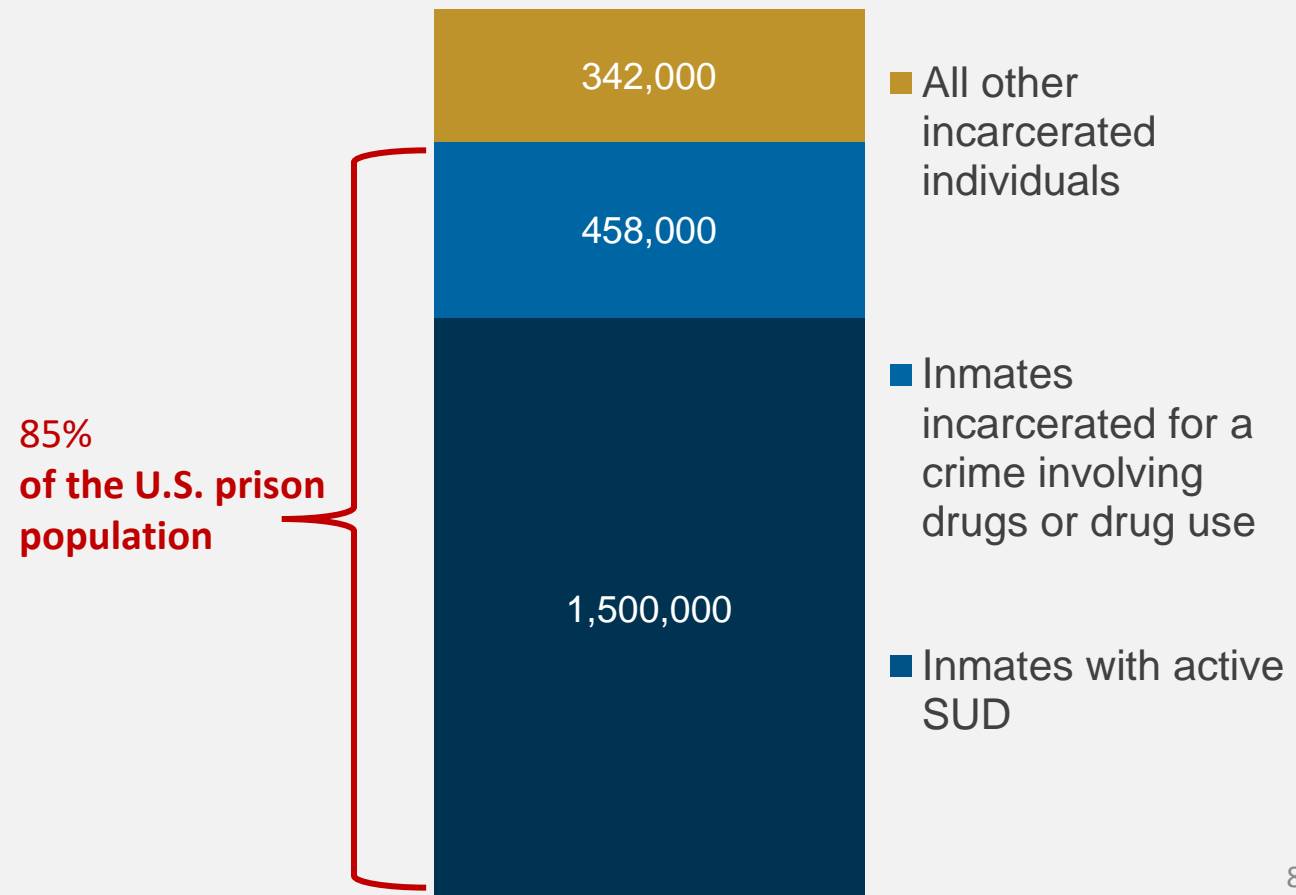 342,000
458,000
1,500,000
85%
of the U.S. prison
population
All other
incarcerated
individuals
Inmates
incarcerated for a
crime involving
drugs or drug use
Inmates with active
SUD
8